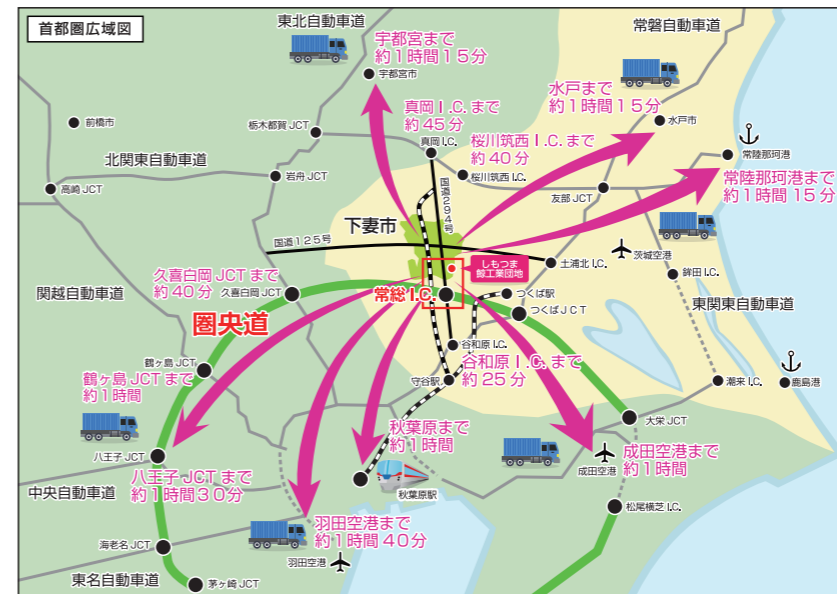 首都圏広域図
東北自動車道
常磐自動車道
宇都宮まで
約1時間15分
宇都宮市
水戸まで
約1時間15分
水戸市
前橋市
栃木都賀JCT
真岡I.C.まで
約45分
真岡I.C.
桜川筑西I.C.まで
約40分
桜川筑西I.C.
常陸那珂港
常陸那珂港まで
約1時間15分
北関東自動車道
高崎JCT
岩舟JCT
友部JCT
国道294号
下妻市
国道125号
しもつま
鯨工業団地
土浦北I.C.
茨城空港
鉾田I.C.
久喜白岡JCTまで
約40分
久喜白岡JCT
常総I.C.
つくば駅
つくばJCT
関越自動車道
圏央道
東関東自動車道
谷和原I.C.
谷和原I.C.まで
約25分
守谷駅
鶴ヶ島JCT
鶴ヶ島JCTまで
約1時間
潮来I.C.
鹿島港
大栄JCT
秋葉原まで
約1時間
秋葉原駅
成田空港まで
約1時間
成田空港
八王子JCT
八王子JCTまで
約1時間30分
中央自動車道
松尾横芝I.C.
羽田空港まで
約1時間40分
羽田空港
海老名JCT
東名自動車道
茅ヶ崎JCT